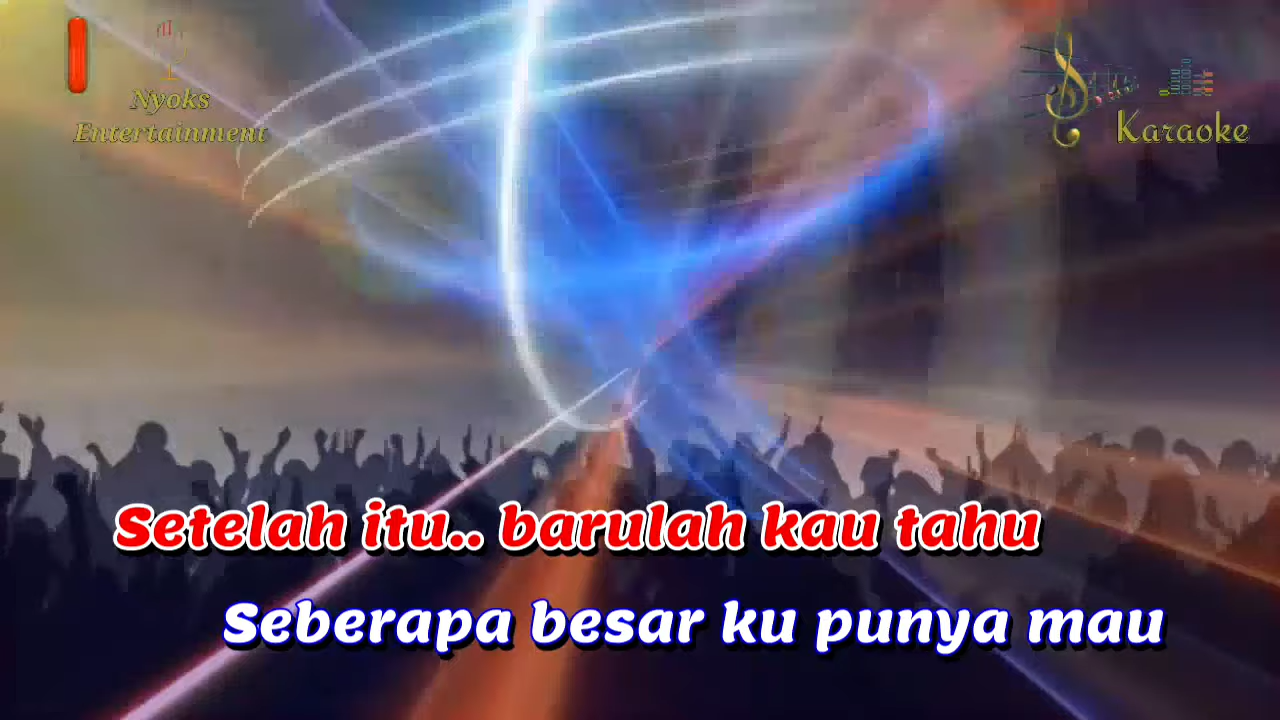 Nyoks
Entertainment
Karaoke
Setelah itu.. barulah kau tahu
Seberapa besar ku punya mau